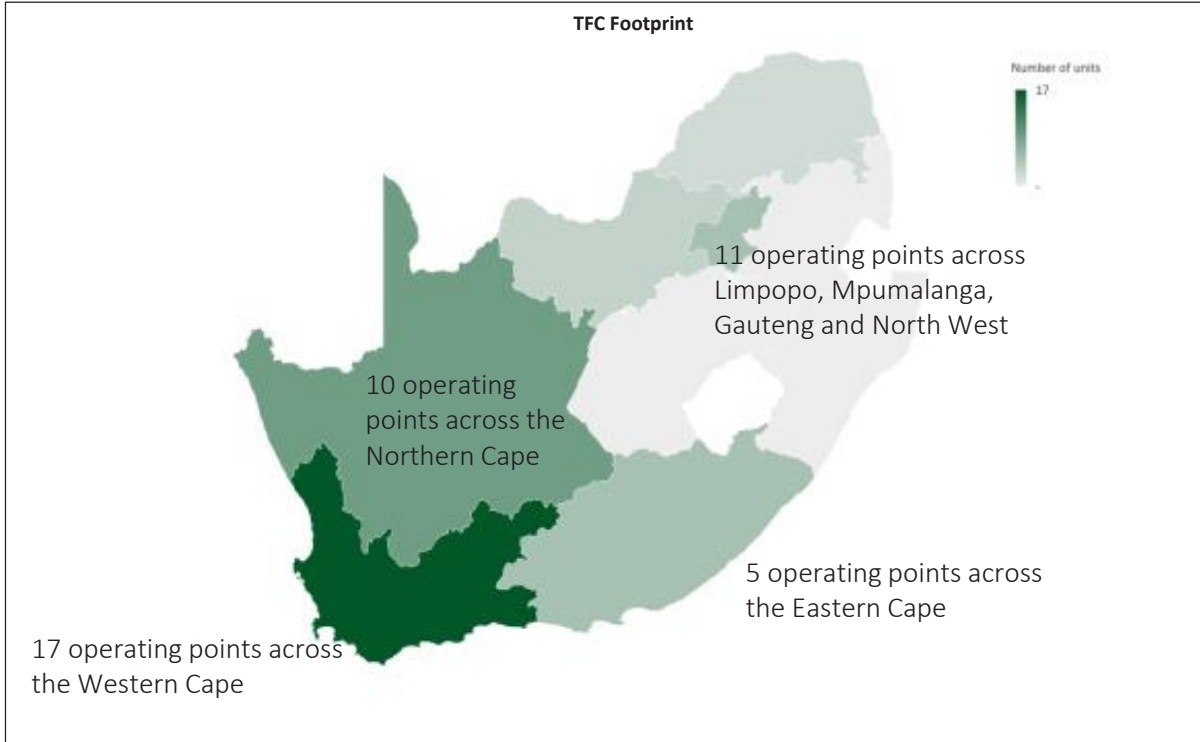 TFC Footprint
Number of units
17
-
11 operating points across
Limpopo, Mpumalanga,
Gauteng and North West
10 operating
points across the
Northern Cape
5 operating points across
the Eastern Cape
17 operating points across
the Western Cape